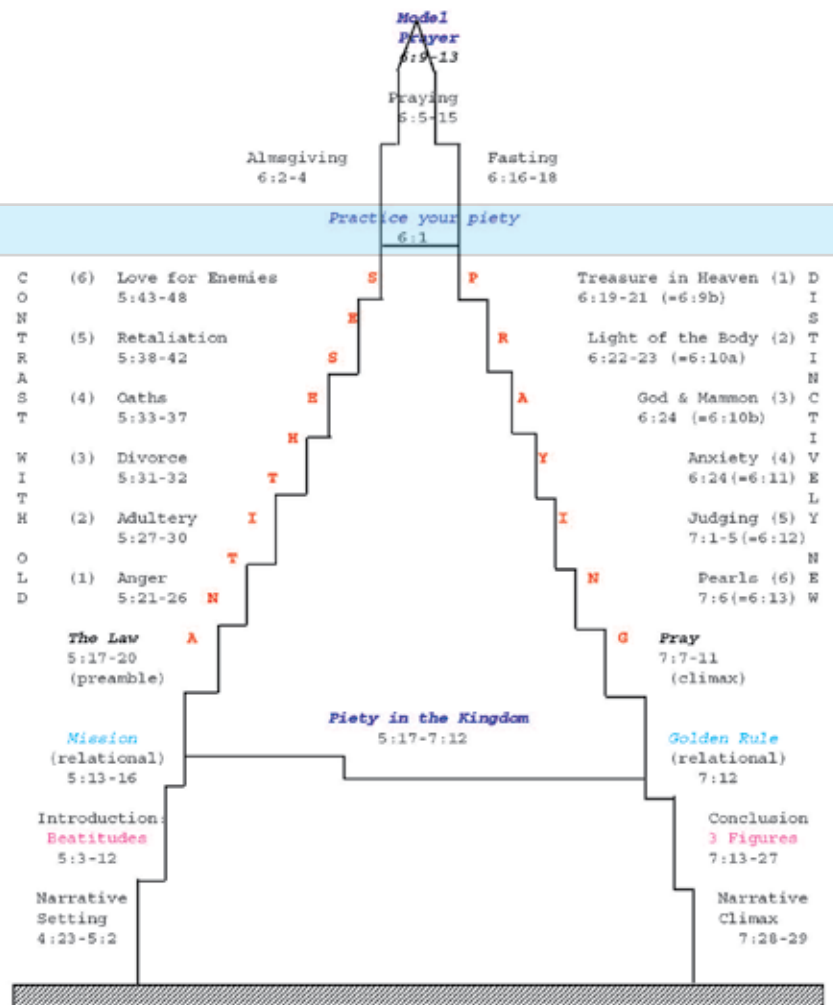 Model
Prayer
6:9-13
Praying
6:5-15
Almsgiving
6:2-4
Fasting
6:16-18
Practice your piety
6:1
CONTRAST WITH OLD
(6) Love for Enemies
5:43-48
(5) Retaliation
5:38-42
(4) Oaths
5:33-37
(3) Divorce
5:31-32
(2) Adultery
5:27-30
(1) Anger
5:21-26
ANTITHESES
The Law
5:17-20
(preamble)
Mission
(relational)
5:13-16
Introduction:
Beatitudes
5:3-12
Narrative
Setting
4:23-5:2
Piety in the Kingdom
5:17-7:12
PRAYING
Treasure in Heaven (1)
6:19-21 (=6:9b)
Light of the Body (2)
6:22-23 (=6:10a)
God & Mammon (3)
6:24 (=6:10b)
Anxiety (4)
6:24(=6:11)
Judging (5)
7:1-5(=6:12)
Pearls (6)
7:6(=6:13)
DISTINCTIVELY NEW
Pray
7:7-11
(climax)
Golden Rule
(relational)
7:12
Conclusion
3 Figures
7:13-27
Narrative
Climax
7:28-29